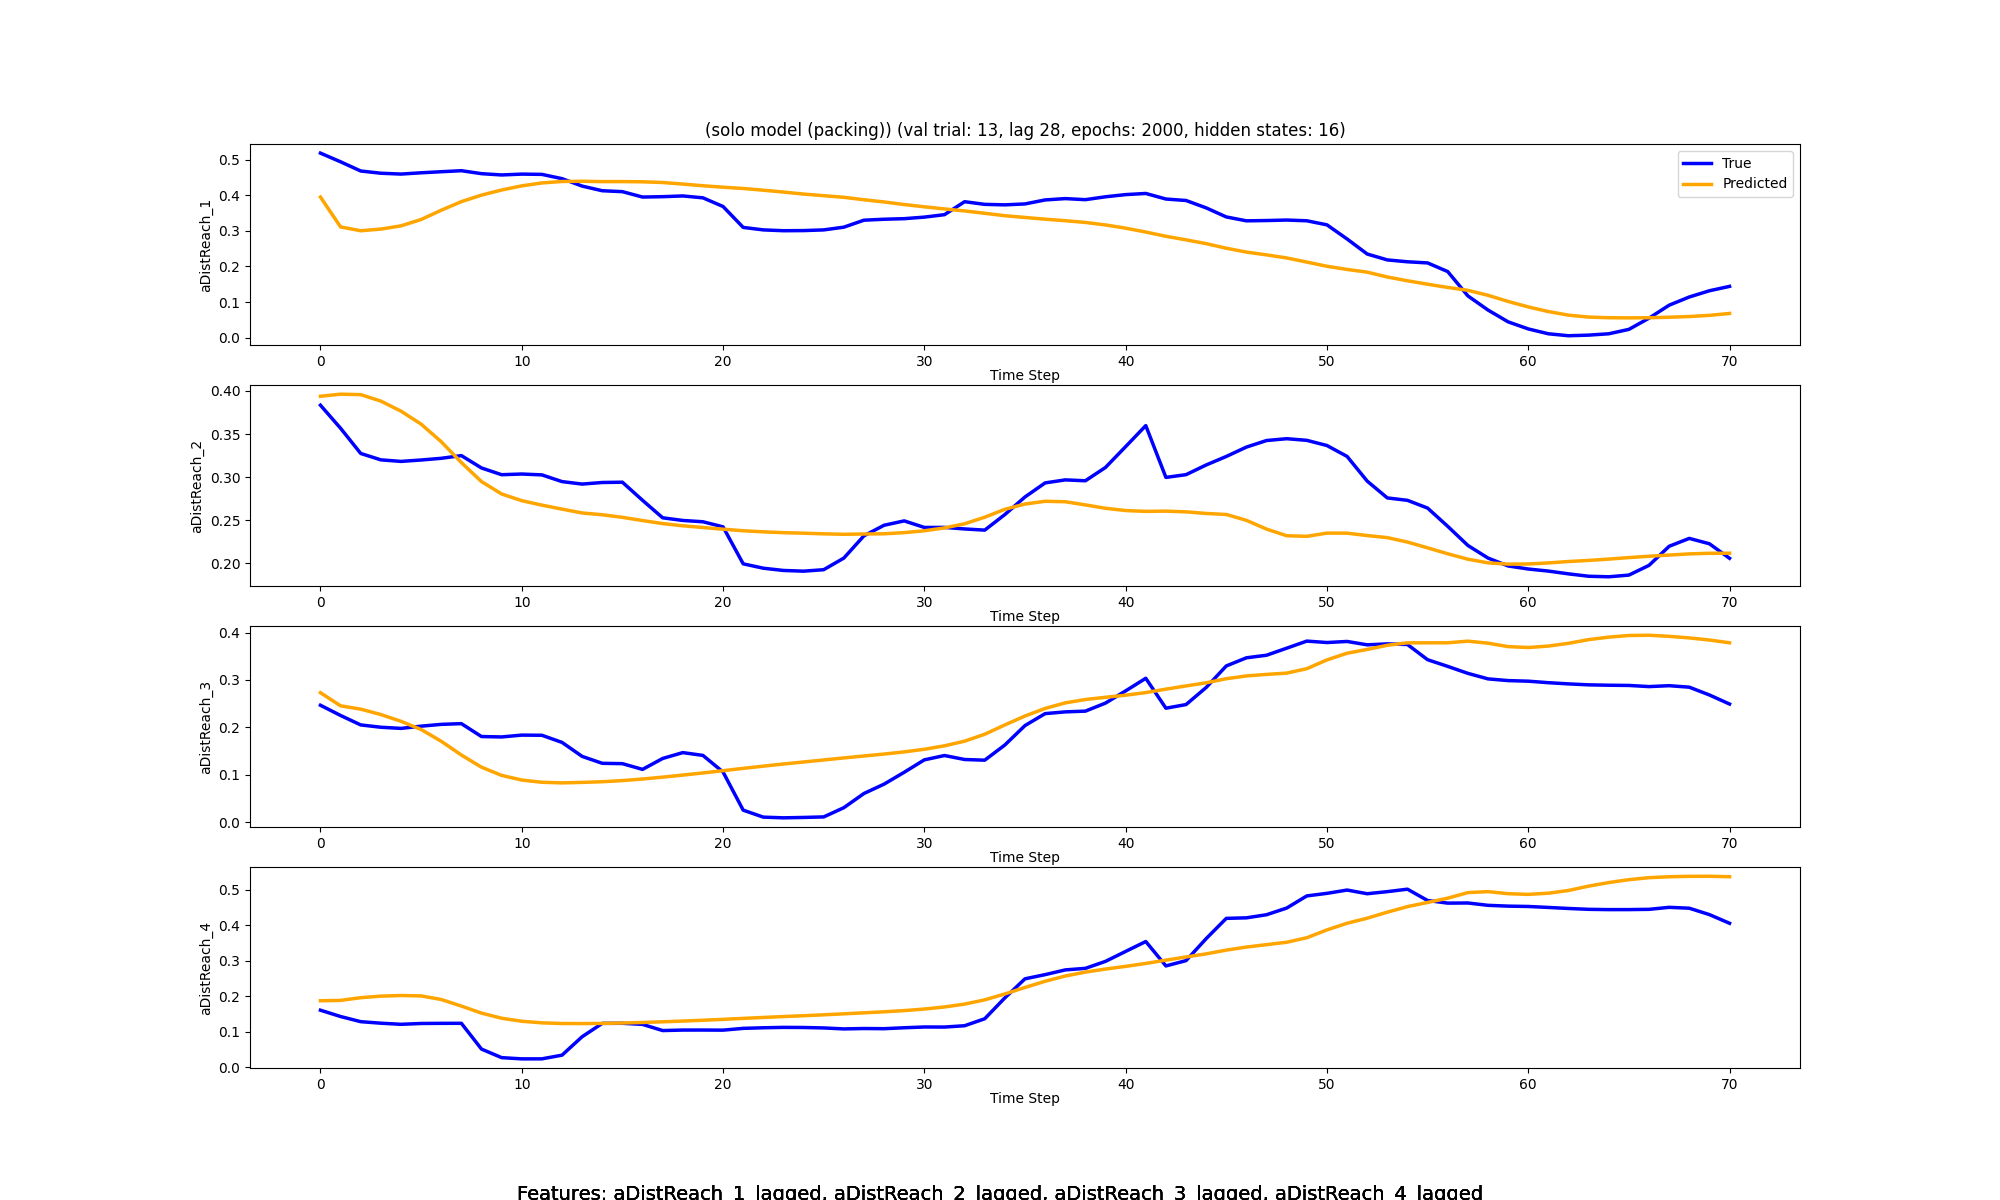 (solo model (packing)) (val trial: 13, lag 28, epochs: 2000, hidden states: 16)
True
Predicted
aDistReach_1
0.5
0.4
0.3
0.2
0.1
0.0
0 10 20 30 40 50 60 70
Time Step
aDistReach_2
0.40
0.35
0.30
0.25
0.20
0 10 20 30 40 50 60 70
Time Step
aDistReach_3
0.4
0.3
0.2
0.1
0.0
0 10 20 30 40 50 60 70
Time Step
aDistReach_4
0.5
0.4
0.3
0.2
0.1
0.0
0 10 20 30 40 50 60 70
Time Step
Features: aDistReach_1_lagged, aDistReach_2_lagged, aDistReach_3_lagged, aDistReach_4_lagged